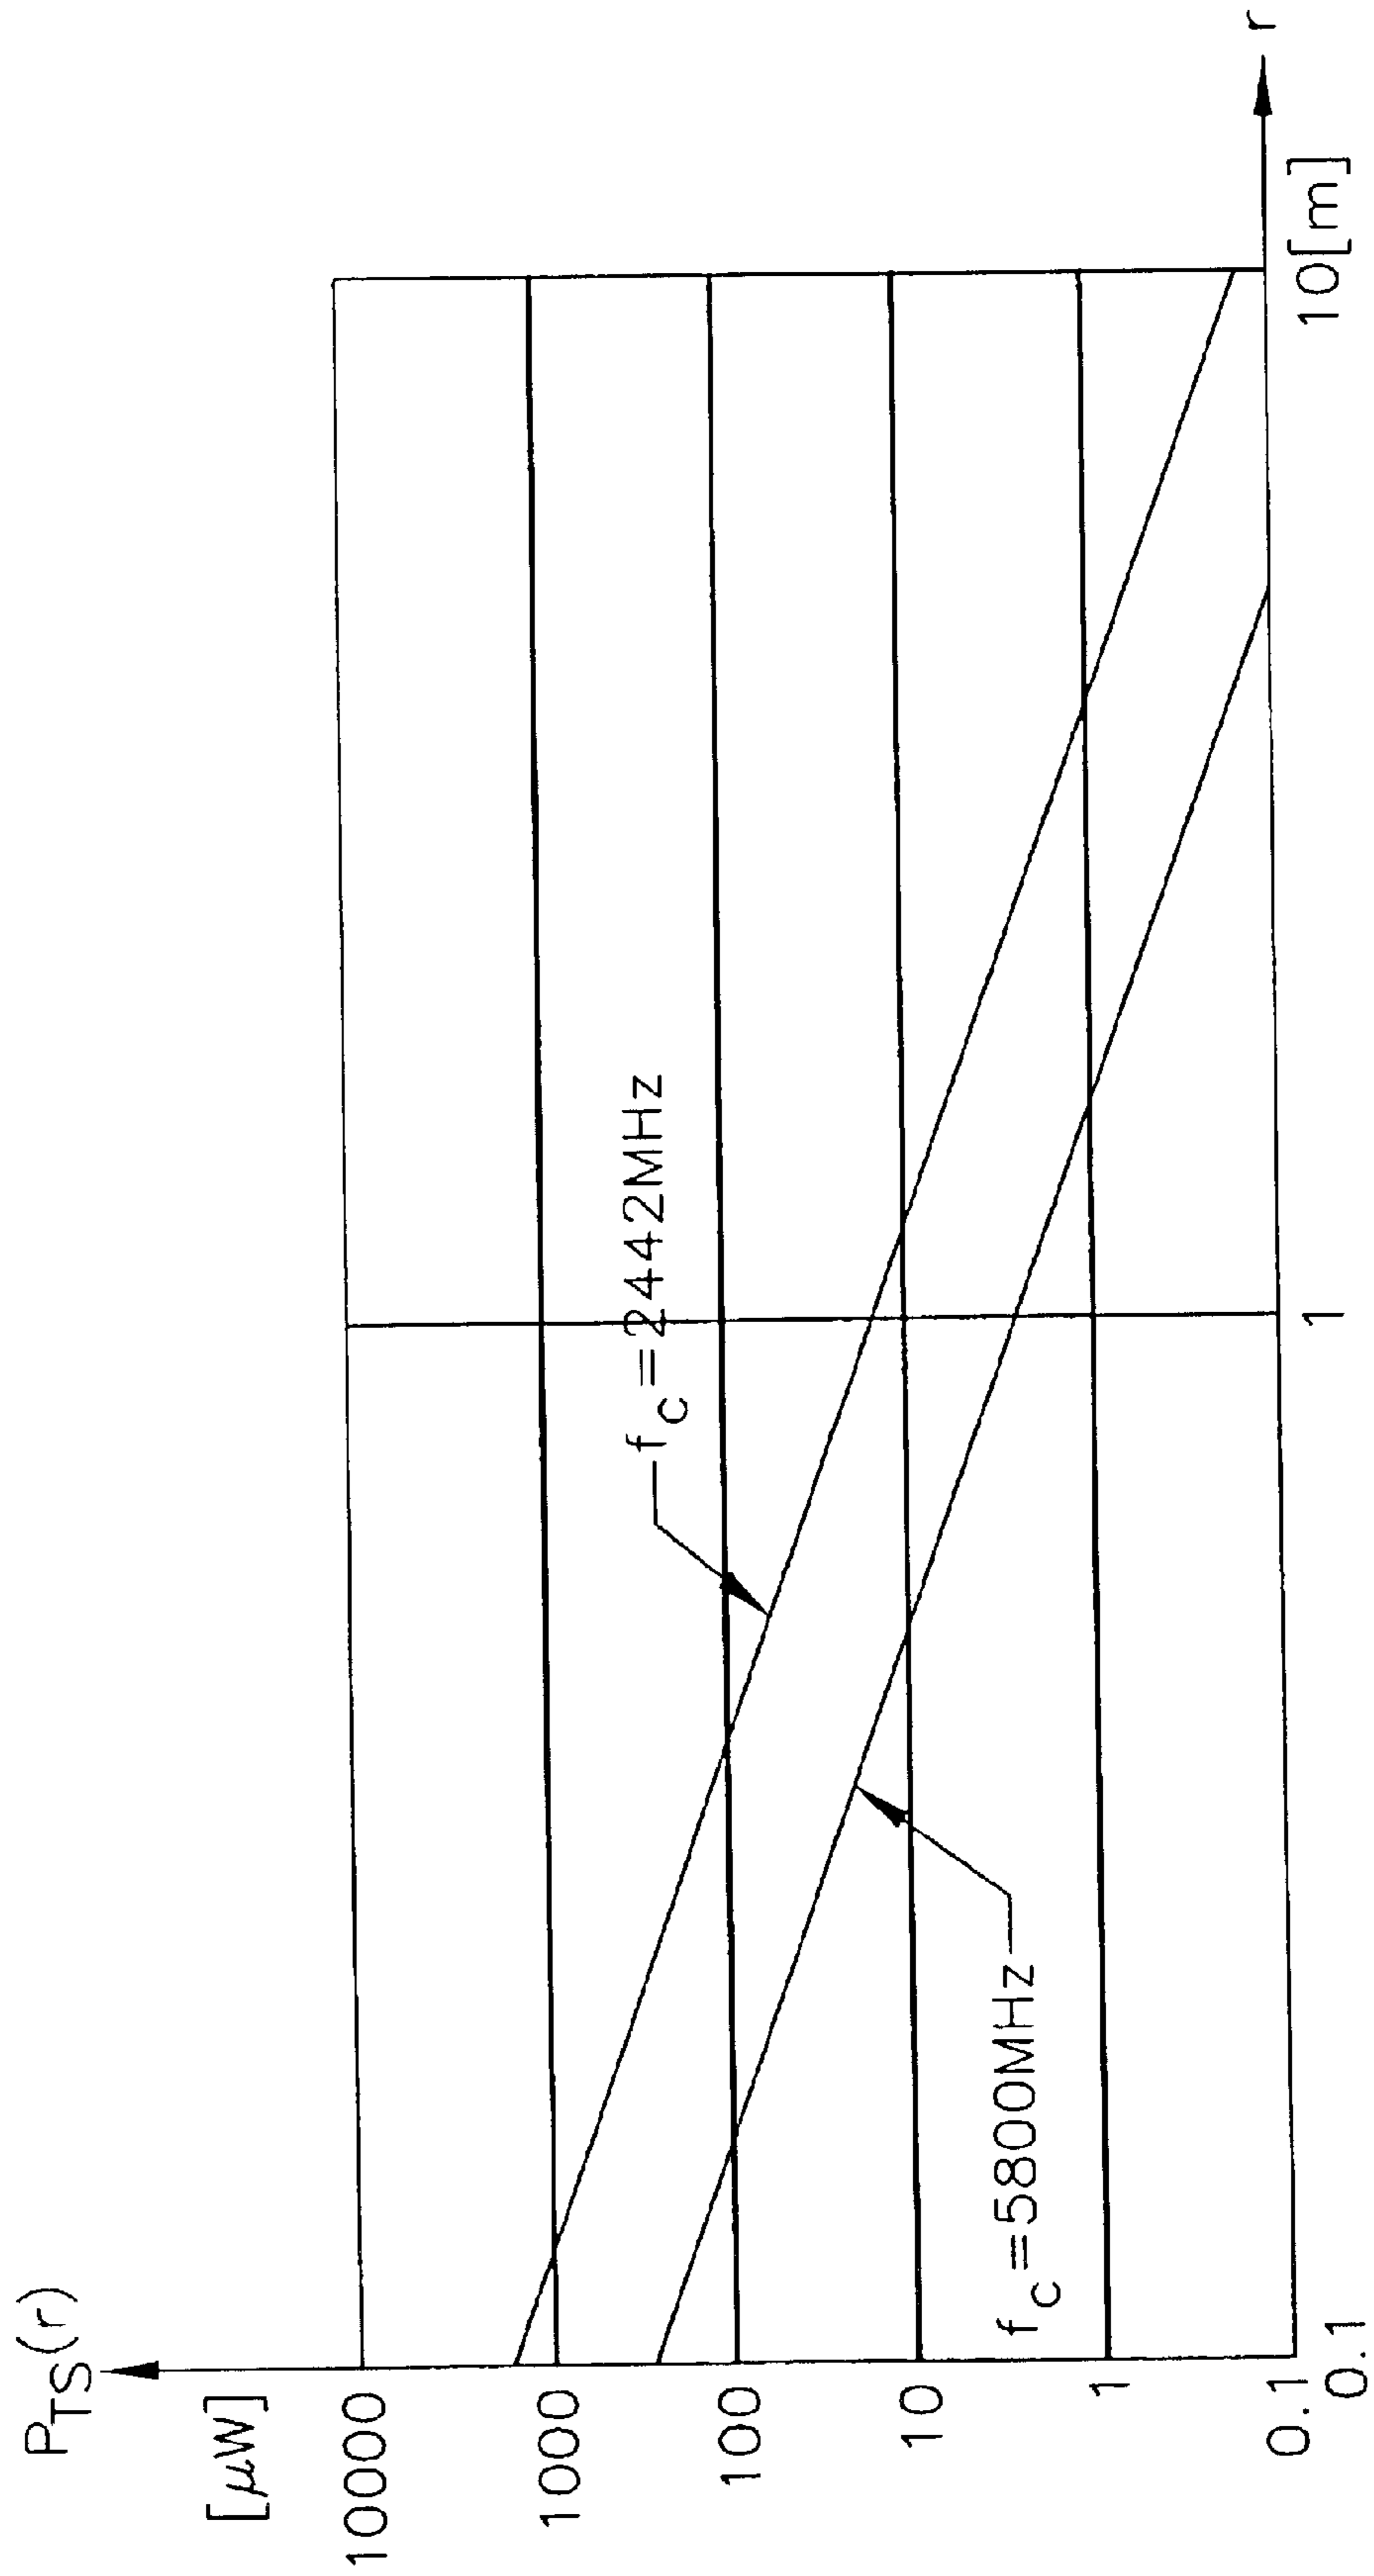 P_TS(r)
[μW]
10000
1000
100
10
1
0.1
0.1
1
10[m]
r
f_c=2442MHz
f_c=5800MHz